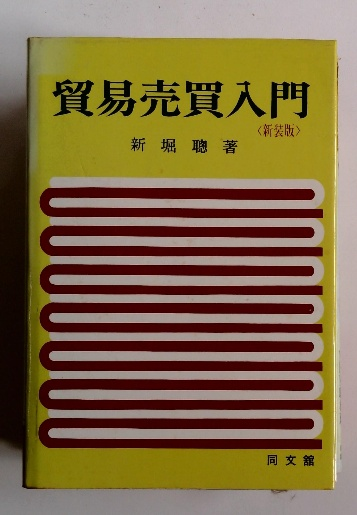 貿易売買入門
〈新装版〉
新堀聰著
同文舘